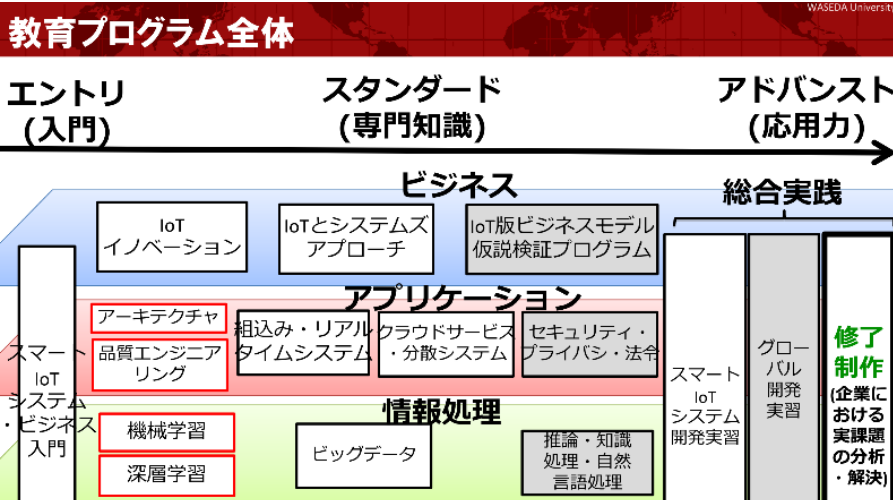 WASEDA University
教育プログラム全体
エントリ
(入門)
スタンダード
(専門知識)
アドバンスト
(応用力)
ビジネス
総合実践
IoT
イノベーション
IoTとシステムズ
アプローチ
IoT版ビジネスモデル
仮説検証プログラム
アプリケーション
アーキテクチャ
品質エンジニア
リング
組込み・リアル
タイムシステム
クラウドサービス
・分散システム
セキュリティ・
プライバシ・法令
情報処理
機械学習
深層学習
ビッグデータ
推論・知識
処理・自然
言語処理
スマート
IoT
システム
・ビジネス
入門
スマート
IoT
システム
開発実習
グロー
バル
開発
実習
修了
制作
(企業に
おける
実課題
の分析
・解決)